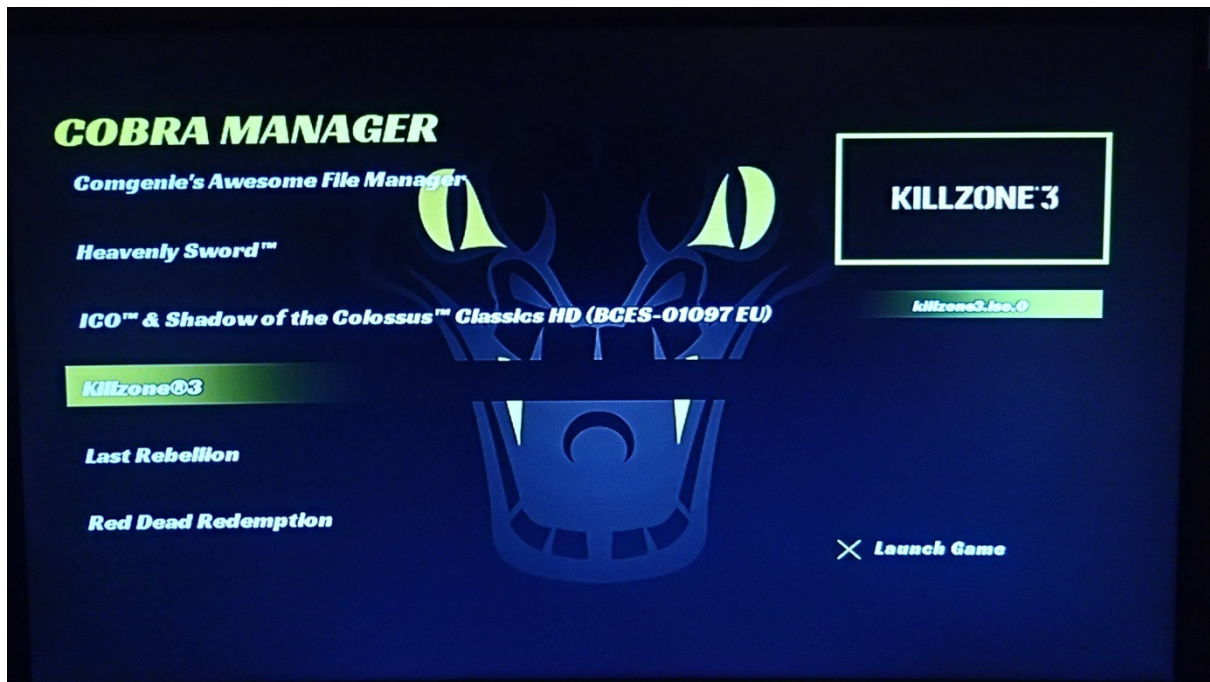 COBRA MANAGER
Comgenie's Awesome File Manager
Heavenly Sword™
ICO™ & Shadow of the Colossus™ Classics HD (BCES-01097 EU)
Killzone®3
Last Rebellion
Red Dead Redemption
KILLZONE™3
killzone3.iso.0
Launch Game